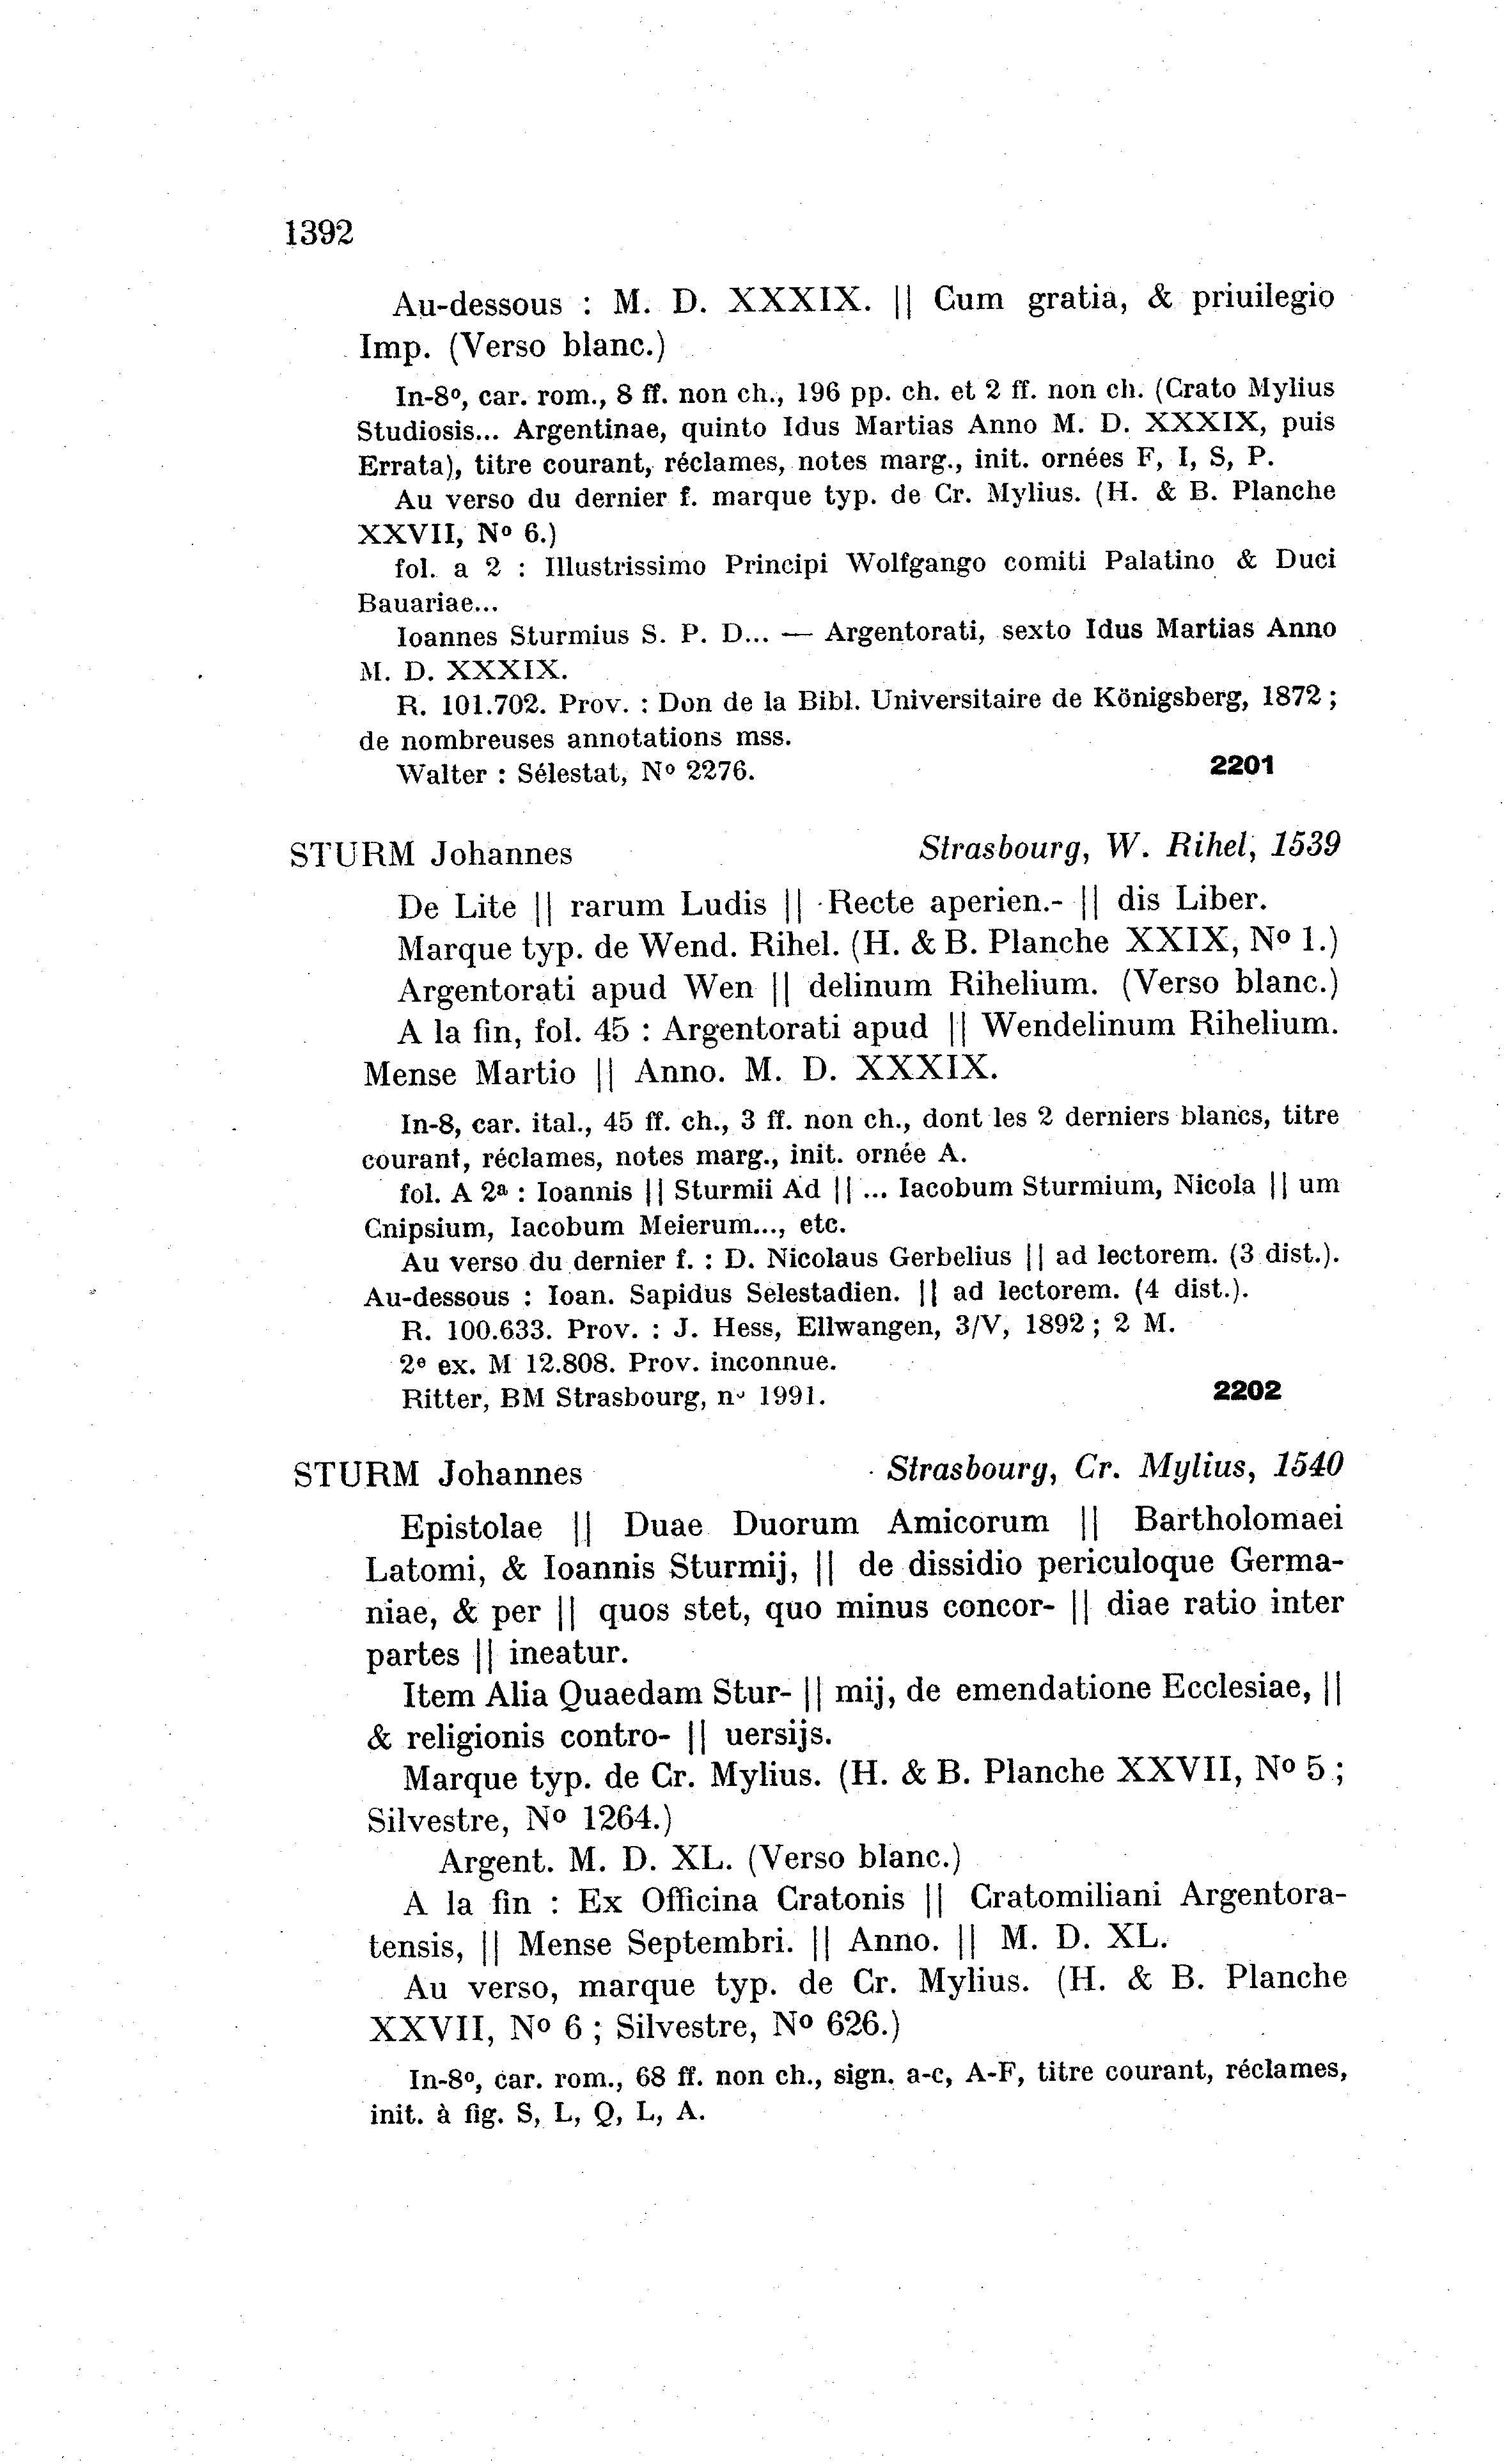 1392
Au-dessous : M. D. XXXIX. || Cum gratia, & priuilegio
Imp. (Verso blanc.)
In-8º, car. rom., 8 ff. non ch., 196 pp. ch. et 2 ff. non ch. (Crato Mylius
Studiosis... Argentinae, quinto Idus Martias Anno M. D. XXXIX, puis
Errata), titre courant, réclames, notes marg., init. ornées F, I, S, P.
Au verso du dernier f. marque typ. de Cr. Mylius. (H. & B. Planche
XXVII, Nº 6.)
fol. a 2 : Illustrissimo Principi Wolfgango comiti Palatino & Duci
Bauariae...
Ioannes Sturmius S. P. D... — Argentorati, sexto Idus Martias Anno
M. D. XXXIX.
R. 101.702. Prov. : Don de la Bibl. Universitaire de Königsberg, 1872 ;
de nombreuses annotations mss.
Walter : Sélestat, Nº 2276. 2201
STURM Johannes Strasbourg, W. Rihel, 1539
De Lite || rarum Ludis || Recte aperien.- || dis Liber.
Marque typ. de Wend. Rihel. (H. & B. Planche XXIX, Nº 1.)
Argentorati apud Wen || delinum Rihelium. (Verso blanc.)
A la fin, fol. 45 : Argentorati apud || Wendelinum Rihelium.
Mense Martio || Anno. M. D. XXXIX.
In-8, car. ital., 45 ff. ch., 3 ff. non ch., dont les 2 derniers blancs, titre
courant, réclames, notes marg., init. ornée A.
fol. A 2ª : Ioannis || Sturmii Ad || ... Iacobum Sturmium, Nicola || um
Cnipsium, Iacobum Meierum..., etc.
Au verso du dernier f. : D. Nicolaus Gerbelius || ad lectorem. (3 dist.).
Au-dessous : Ioan. Sapidus Selestadien. || ad lectorem. (4 dist.).
R. 100.633. Prov. : J. Hess, Ellwangen, 3/V, 1892 ; 2 M.
2e ex. M 12.808. Prov. inconnue.
Ritter, BM Strasbourg, nº 1991. 2202
STURM Johannes Strasbourg, Cr. Mylius, 1540
Epistolae || Duae Duorum Amicorum || Bartholomaei
Latomi, & Ioannis Sturmij, || de dissidio periculoque Germa-
niae, & per || quos stet, quo minus concor- || diae ratio inter
partes || ineatur.
Item Alia Quaedam Stur- || mij, de emendatione Ecclesiae, ||
& religionis contro- || uersijs.
Marque typ. de Cr. Mylius. (H. & B. Planche XXVII, Nº 5 ;
Silvestre, Nº 1264.)
Argent. M. D. XL. (Verso blanc.)
A la fin : Ex Officina Cratonis || Cratomiliani Argentora-
tensis, || Mense Septembri. || Anno. || M. D. XL.
Au verso, marque typ. de Cr. Mylius. (H. & B. Planche
XXVII, Nº 6 ; Silvestre, Nº 626.)
In-8º, car. rom., 68 ff. non ch., sign. a-c, A-F, titre courant, réclames,
init. à fig. S, L, Q, L, A.